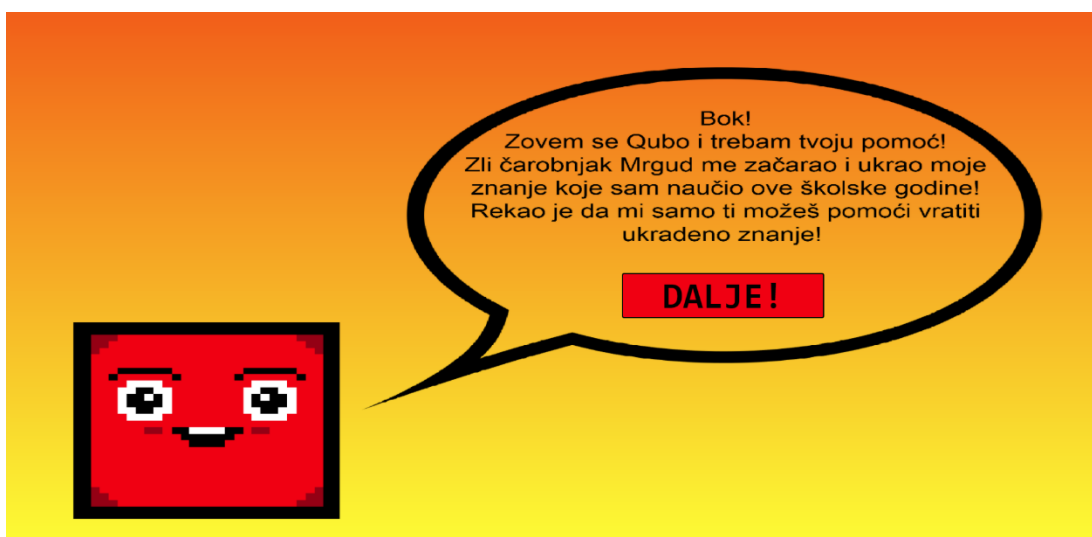 Bok!
Zovem se Qubo i trebam tvoju pomoć!
Zli čarobnjak Mrgud me začarao i ukrao moje
znanje koje sam naučio ove školske godine!
Rekao je da mi samo ti možeš pomoći vratiti
ukradeno znanje!
DALJE!